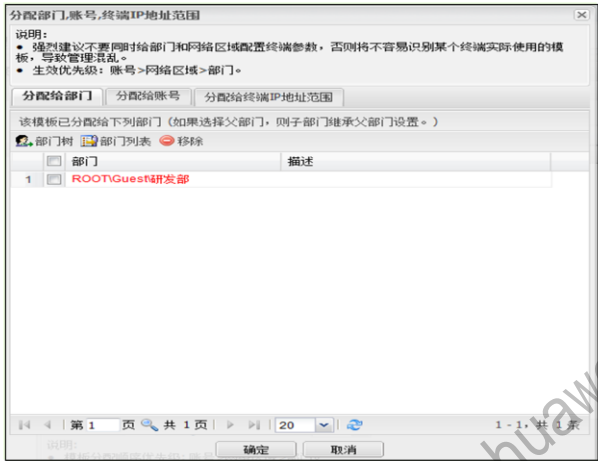 分配部门,账号,终端IP地址范围
说明:
● 强烈建议不要同时给部门和网络区域配置终端参数，否则将不容易识别某个终端实际使用的模
板，导致管理混乱。
● 生效优先级：账号>网络区域>部门。
分配给部门 分配给账号 分配给终端IP地址范围
该模板已分配给下列部门（如果选择父部门，则子部门继承父部门设置。）
部门树 部门列表 移除
部门 描述
1 ROOT\Guest\研发部
第 1 页 共 1 页 20 1 - 1，共 1 条
确定 取消
说明:
huawe